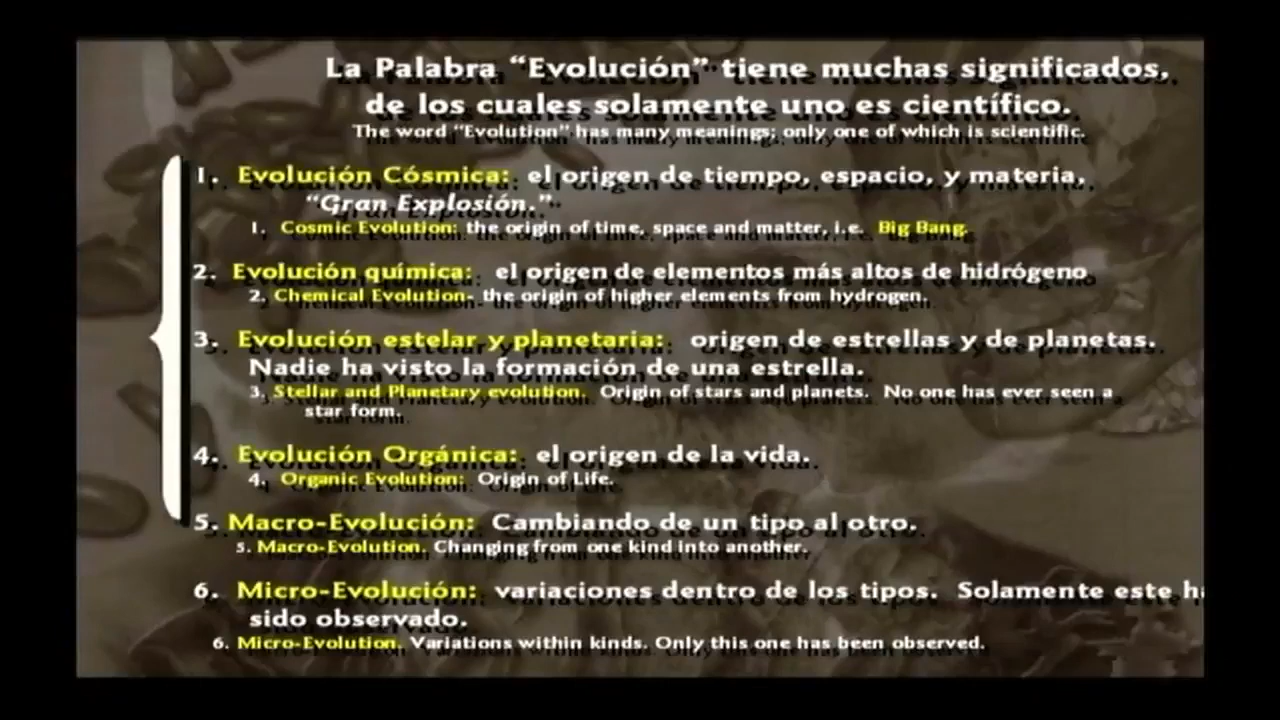 La Palabra “Evolución” tiene muchas significados,
de los cuales solamente uno es científico.
The word “Evolution” has many meanings; only one of which is scientific.
1. Evolución Cósmica: el origen de tiempo, espacio, y materia,
“Gran Explosión.”
1. Cosmic Evolution: the origin of time, space and matter, i.e. Big Bang.
2. Evolución química: el origen de elementos más altos de hidrógeno
2. Chemical Evolution- the origin of higher elements from hydrogen.
3. Evolución estelar y planetaria: origen de estrellas y de planetas.
Nadie ha visto la formación de una estrella.
3. Stellar and Planetary evolution. Origin of stars and planets. No one has ever seen a
star form.
4. Evolución Orgánica: el origen de la vida.
4. Organic Evolution: Origin of Life.
5. Macro-Evolución: Cambiando de un tipo al otro.
5. Macro-Evolution. Changing from one kind into another.
6. Micro-Evolución: variaciones dentro de los tipos. Solamente este h
sido observado.
6. Micro-Evolution. Variations within kinds. Only this one has been observed.